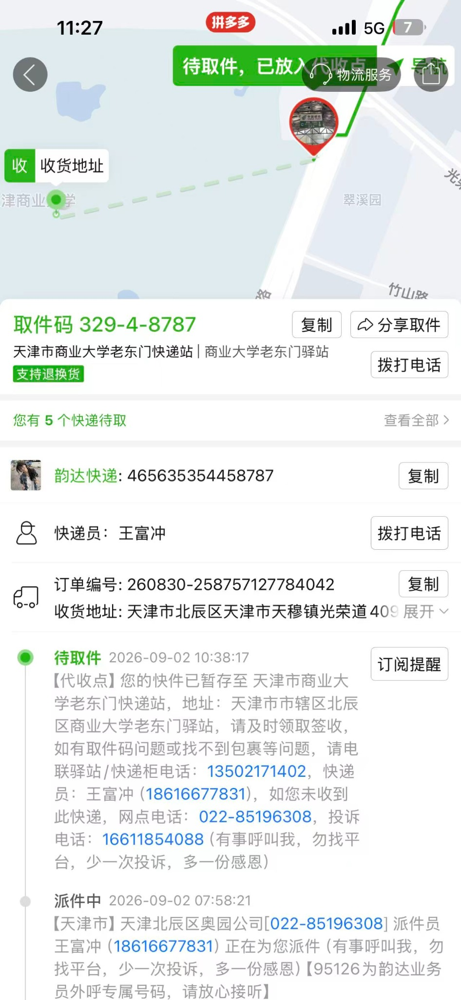 11:27
拼多多
5G
7
待取件，已放入代收点
导航
物流服务
收 收货地址
津商业 学
翠溪园
竹山路
路
取件码 329-4-8787
复制
分享取件
天津市商业大学老东门快递站 | 商业大学老东门驿站
拨打电话
支持退换货
您有 5 个快递待取
查看全部
韵达快递: 465635354458787
复制
快递员： 王富冲
拨打电话
订单编号: 260830-258757127784042
复制
收货地址: 天津市北辰区天津市天穆镇光荣道409 展开
待取件 2026-09-02 10:38:17
订阅提醒
【代收点】您的快件已暂存至 天津市商业大
学老东门快递站，地址：天津市市辖区北辰
区商业大学老东门驿站，请及时领取签收，
如有取件码问题或找不到包裹等问题，请电
联驿站/快递柜电话：13502171402，快递
员：王富冲（18616677831），如您未收到
此快递，网点电话：022-85196308，投诉
电话：16611854088（有事呼叫我，勿找平
台，少一次投诉，多一份感恩）
派件中 2026-09-02 07:58:21
【天津市】天津北辰区奥园公司[022-85196308] 派件员
王富冲（18616677831）正在为您派件（有事呼叫我，勿
找平台，少一次投诉，多一份感恩）【95126为韵达业务
员外呼专属号码，请放心接听】